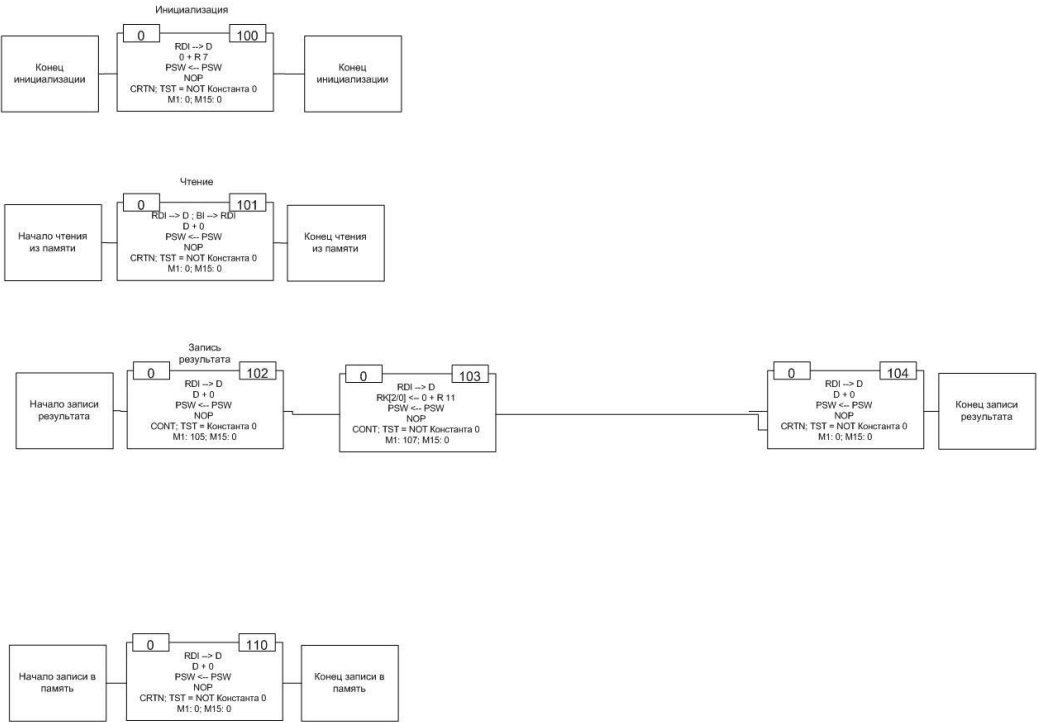 Инициализация
0
100
Конец
инициализации
RDI --> D
0 + R 7
PSW <-- PSW
NOP
CRTN; TST = NOT Константа 0
M1: 0; M15: 0
Конец
инициализации
Чтение
0
101
Начало чтения
из памяти
RDI --> D ; BI --> RDI
D + 0
PSW <-- PSW
NOP
CRTN; TST = NOT Константа 0
M1: 0; M15: 0
Конец чтения
из памяти
Запись
результата
0
102
Начало записи
результата
RDI --> D
D + 0
PSW <-- PSW
NOP
CONT; TST = Константа 0
M1: 105; M15: 0
0
103
RDI --> D
RK[2/0] <-- 0 + R 11
PSW <-- PSW
NOP
CONT; TST = NOT Константа 0
M1: 107; M15: 0
0
104
RDI --> D
D + 0
PSW <-- PSW
NOP
CRTN; TST = NOT Константа 0
M1: 0; M15: 0
Конец записи
результата
0
110
Начало записи в
память
RDI --> D
D + 0
PSW <-- PSW
NOP
CRTN; TST = NOT Константа 0
M1: 0; M15: 0
Конец записи в
память